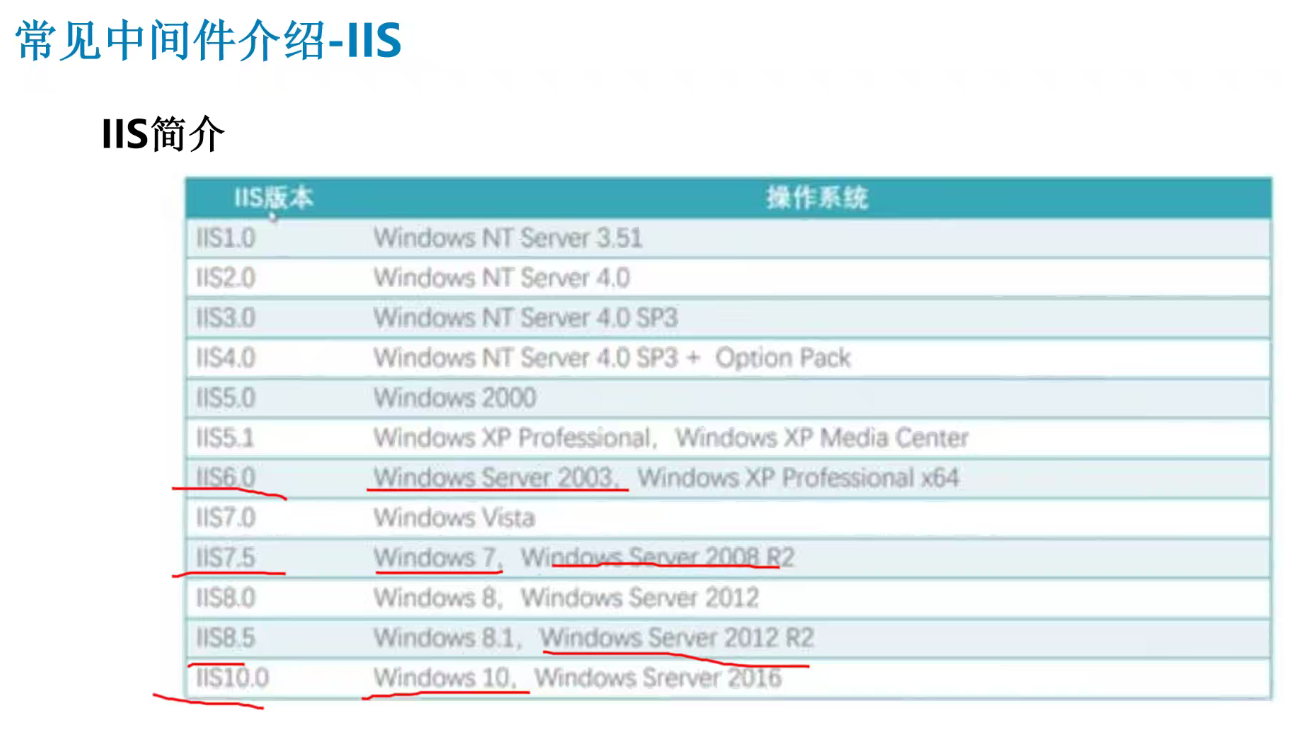 常见中间件介绍-IIS
IIS简介
IIS版本 操作系统
IIS1.0 Windows NT Server 3.51
IIS2.0 Windows NT Server 4.0
IIS3.0 Windows NT Server 4.0 SP3
IIS4.0 Windows NT Server 4.0 SP3 + Option Pack
IIS5.0 Windows 2000
IIS5.1 Windows XP Professional，Windows XP Media Center
IIS6.0 Windows Server 2003，Windows XP Professional x64
IIS7.0 Windows Vista
IIS7.5 Windows 7，Windows Server 2008 R2
IIS8.0 Windows 8，Windows Server 2012
IIS8.5 Windows 8.1，Windows Server 2012 R2
IIS10.0 Windows 10，Windows Srerver 2016